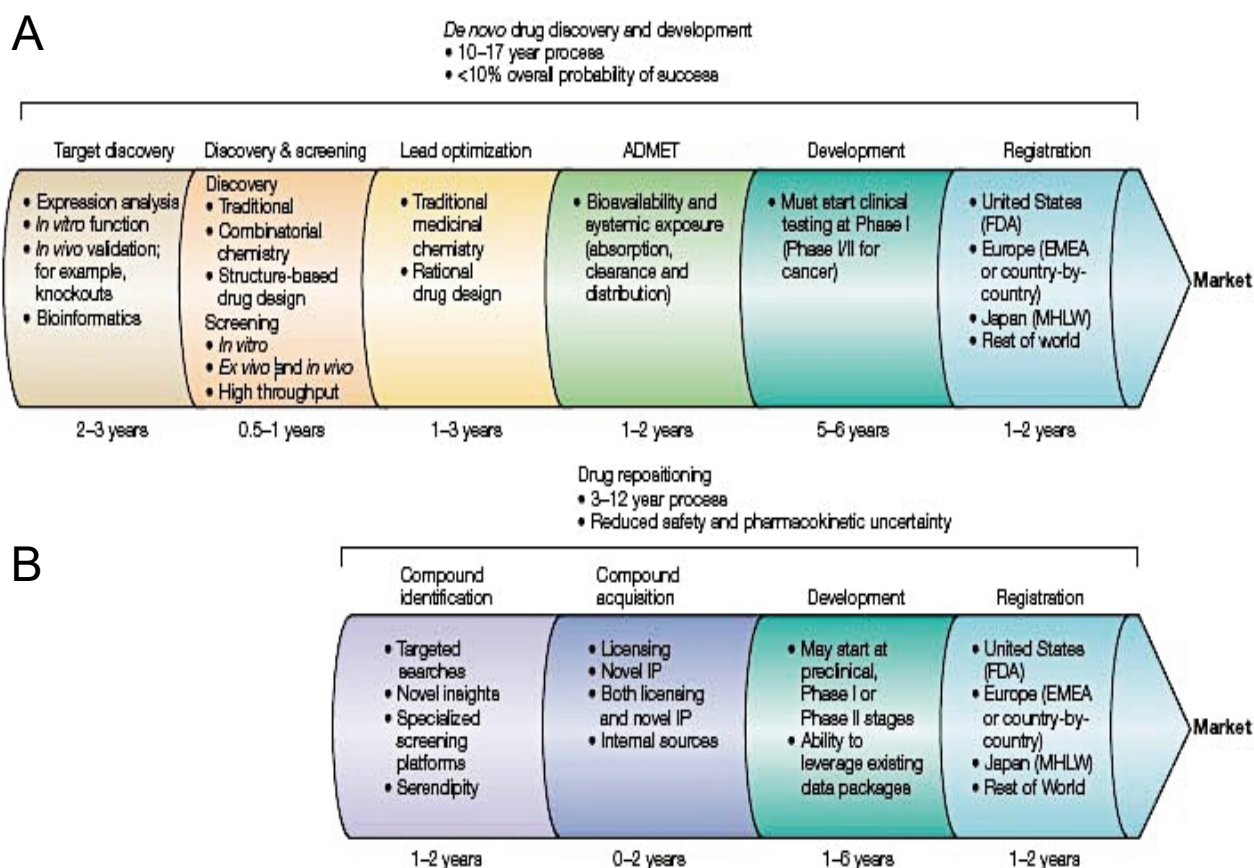 A
De novo drug discovery and development
• 10–17 year process
• <10% overall probability of success
Target discovery
• Expression analysis
• In vitro function
• In vivo validation;
for example,
knockouts
• Bioinformatics
2–3 years
Discovery & screening
Discovery
• Traditional
• Combinatorial
chemistry
• Structure-based
drug design
Screening
• In vitro
• Ex vivo and in vivo
• High throughput
0.5–1 years
Lead optimization
• Traditional
medicinal
chemistry
• Rational
drug design
1–3 years
ADMET
• Bioavailability and
systemic exposure
(absorption,
clearance and
distribution)
1–2 years
Development
• Must start clinical
testing at Phase I
(Phase I/II for
cancer)
5–6 years
Registration
• United States
(FDA)
• Europe (EMEA
or country-by-
country)
• Japan (MHLW)
• Rest of world
1–2 years
Market
B
Drug repositioning
• 3–12 year process
• Reduced safety and pharmacokinetic uncertainty
Compound
identification
• Targeted
searches
• Novel insights
• Specialized
screening
platforms
• Serendipity
1–2 years
Compound
acquisition
• Licensing
• Novel IP
• Both licensing
and novel IP
• Internal sources
0–2 years
Development
• May start at
preclinical,
Phase I or
Phase II stages
• Ability to
leverage existing
data packages
1–6 years
Registration
• United States
(FDA)
• Europe (EMEA
or country-by-
country)
• Japan (MHLW)
• Rest of World
1–2 years
Market